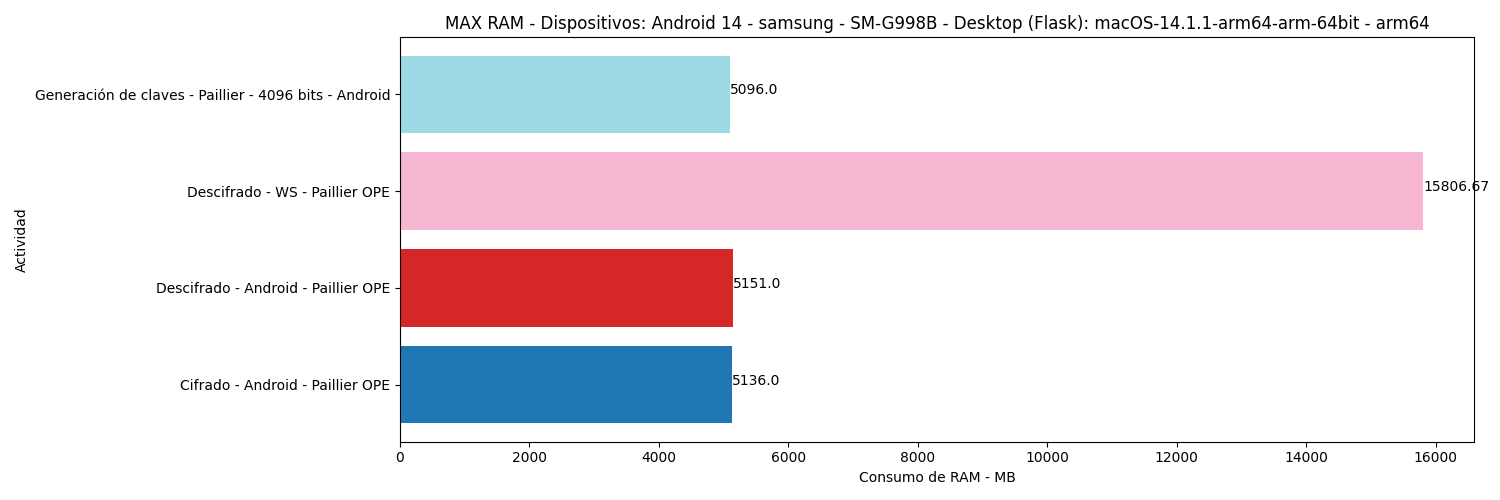 MAX RAM - Dispositivos: Android 14 - samsung - SM-G998B - Desktop (Flask): macOS-14.1.1-arm64-arm-64bit - arm64
Generación de claves - Paillier - 4096 bits - Android
5096.0
Descifrado - WS - Paillier OPE
15806.67
Actividad
Descifrado - Android - Paillier OPE
5151.0
Cifrado - Android - Paillier OPE
5136.0
0 2000 4000 6000 8000 10000 12000 14000 16000
Consumo de RAM - MB